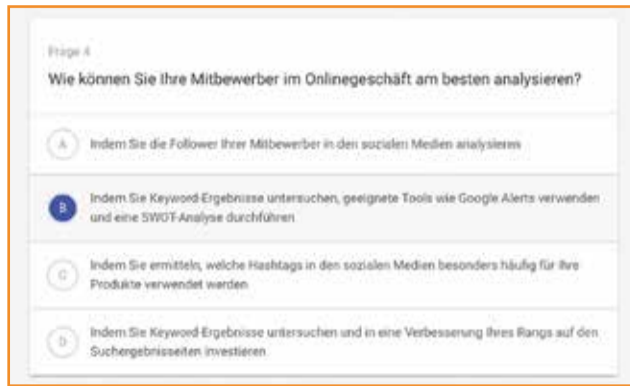 Frage 4
Wie können Sie Ihre Mitbewerber im Onlinegeschäft am besten analysieren?
A Indem Sie die Follower Ihrer Mitbewerber in den sozialen Medien analysieren
B Indem Sie Keyword-Ergebnisse untersuchen, geeignete Tools wie Google Alerts verwenden
und eine SWOT-Analyse durchführen
C Indem Sie ermitteln, welche Hashtags in den sozialen Medien besonders häufig für Ihre
Produkte verwendet werden
D Indem Sie Keyword-Ergebnisse untersuchen und in eine Verbesserung Ihres Rangs auf den
Suchergebnisseiten investieren